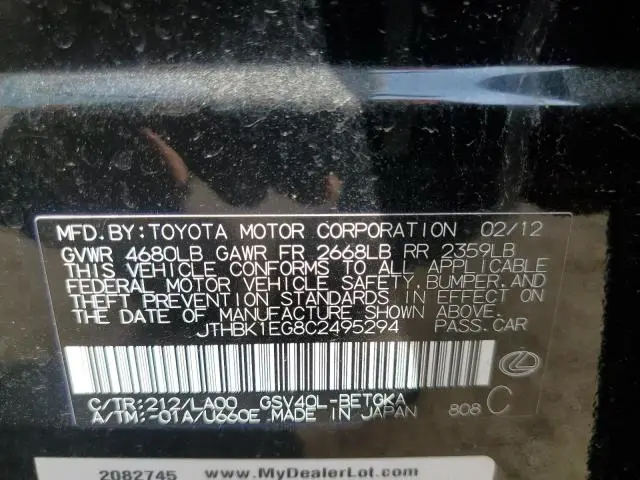 MFD.BY:TOYOTA MOTOR CORPORATION 02/12
GVWR 4680LB GAWR FR 2668LB RR 2359LB
THIS VEHICLE CONFORMS TO ALL APPLICABLE
FEDERAL MOTOR VEHICLE SAFETY,BUMPER,AND
THEFT PREVENTION STANDARDS IN EFFECT ON
THE DATE OF MANUFACTURE SHOWN ABOVE.
JTHBK1EG8C2495294 PASS.CAR
C/TR:212/LA00 GSV40L-BETGKA
A/TM:-01A/U660E MADE IN JAPAN 808 C
2082745 www.MyDealerLot.com